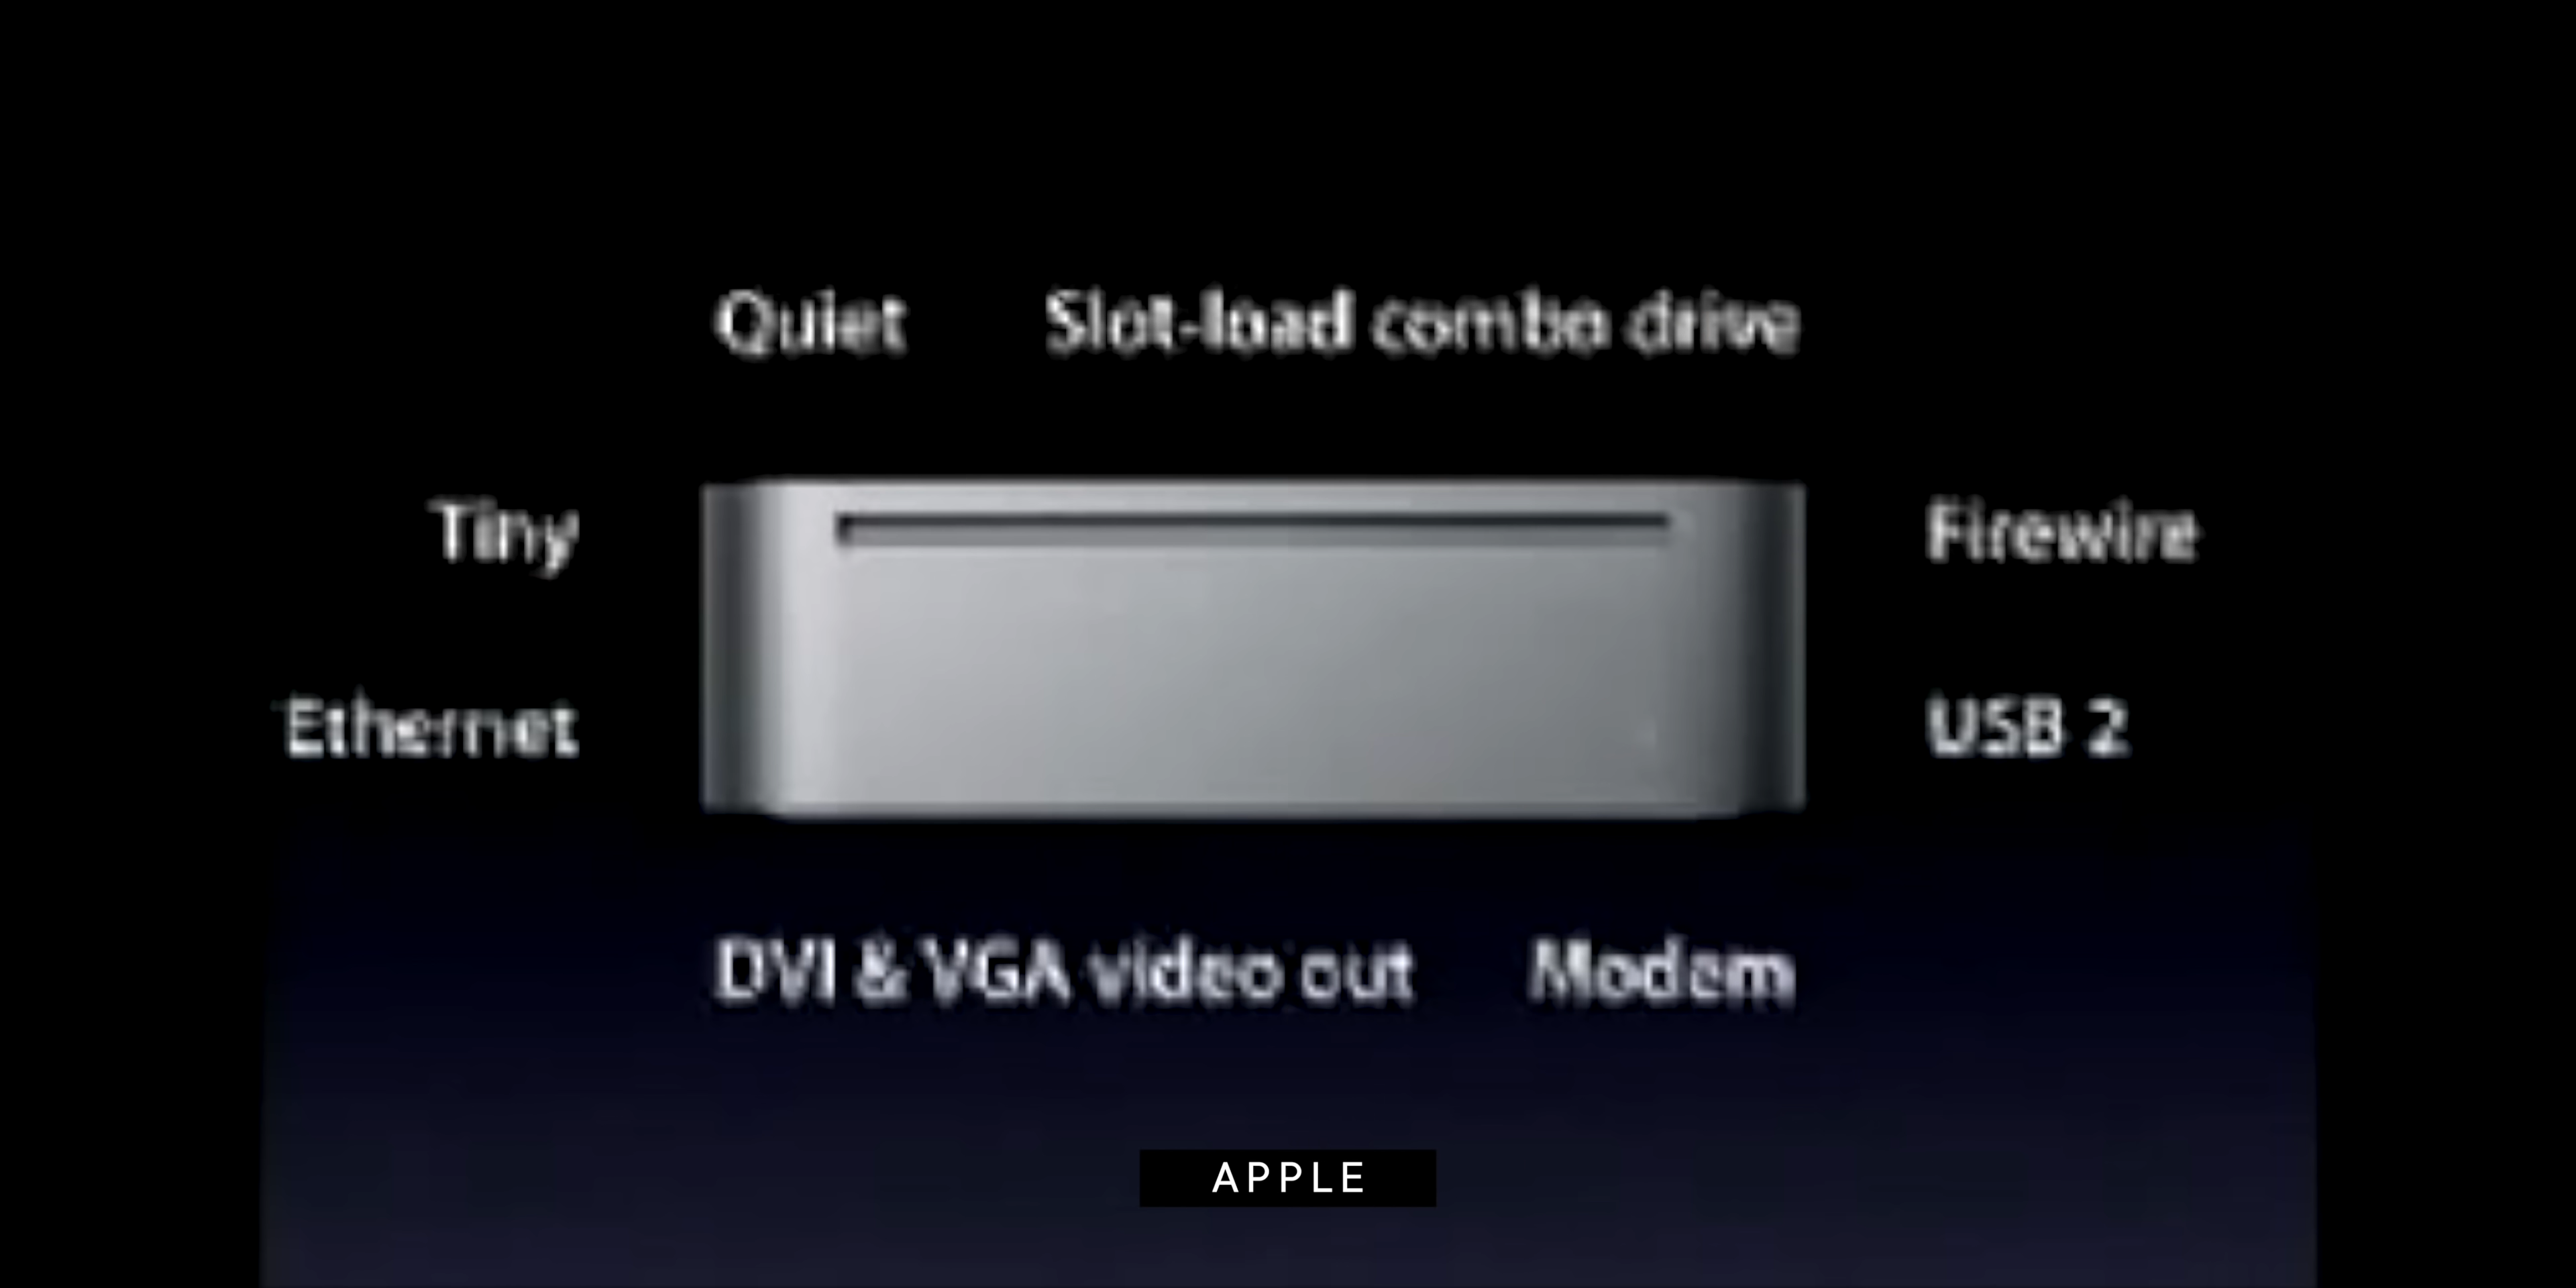 Quiet
Slot-load combo drive
Tiny
Firewire
Ethernet
USB 2
DVI & VGA video out
Modem
APPLE